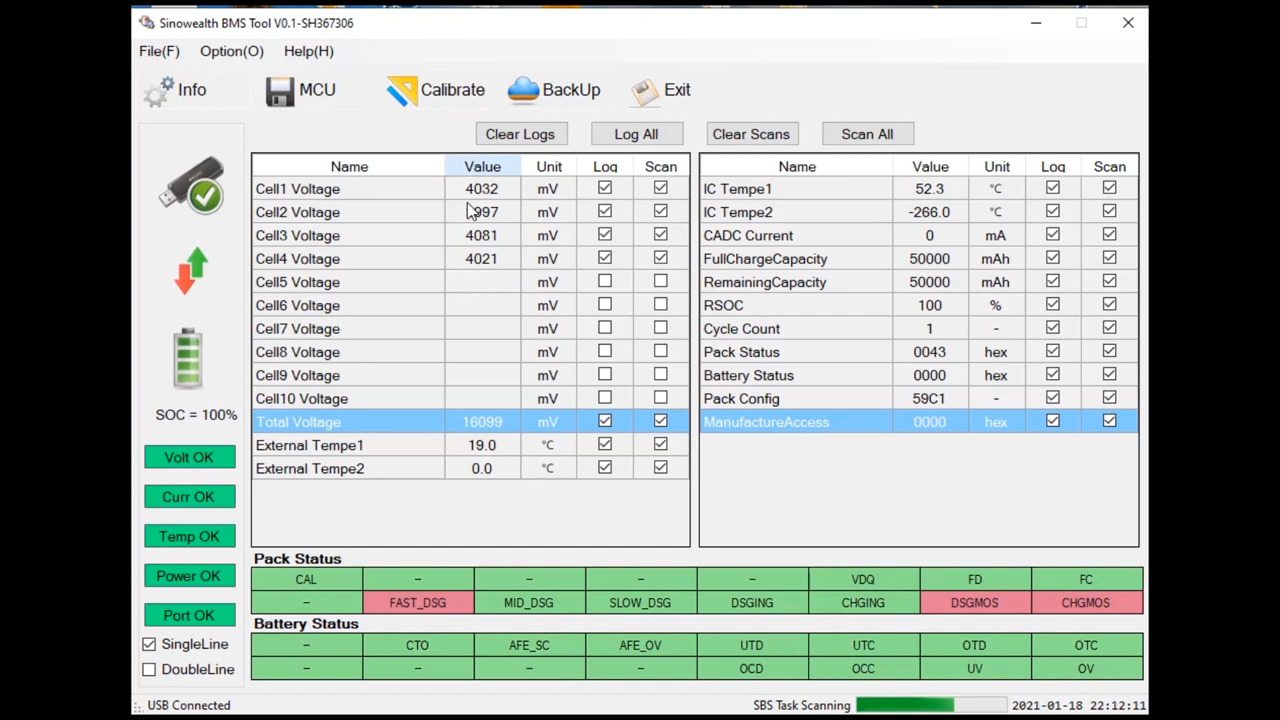 Sinowealth BMS Tool V0.1-SH367306
File(F) Option(O) Help(H)
Info MCU Calibrate BackUp Exit
Clear Logs Log All Clear Scans Scan All
Name Value Unit Log Scan Name Value Unit Log Scan
Cell1 Voltage 4032 mV IC Tempe1 52.3 °C
Cell2 Voltage mV IC Tempe2 -266.0 °C
Cell3 Voltage 4081 mV CADC Current 0 mA
Cell4 Voltage 4021 mV FullChargeCapacity 50000 mAh
Cell5 Voltage mV RemainingCapacity 50000 mAh
Cell6 Voltage mV RSOC 100 %
Cell7 Voltage mV Cycle Count 1 -
Cell8 Voltage mV Pack Status 0043 hex
Cell9 Voltage mV Battery Status 0000 hex
Cell10 Voltage mV Pack Config 59C1 -
Total Voltage 16099 mV ManufactureAccess 0000 hex
External Tempe1 19.0 °C
External Tempe2 0.0 °C
SOC = 100%
Volt OK
Curr OK
Temp OK
Power OK
Port OK
SingleLine
DoubleLine
Pack Status
CAL - - - - VDQ FD FC
- FAST_DSG MID_DSG SLOW_DSG DSGING CHGING DSGMOS CHGMOS
Battery Status
- CTO AFE_SC AFE_OV UTD UTC OTD OTC
- - - - OCD OCC UV OV
USB Connected SBS Task Scanning 2021-01-18 22:12:11